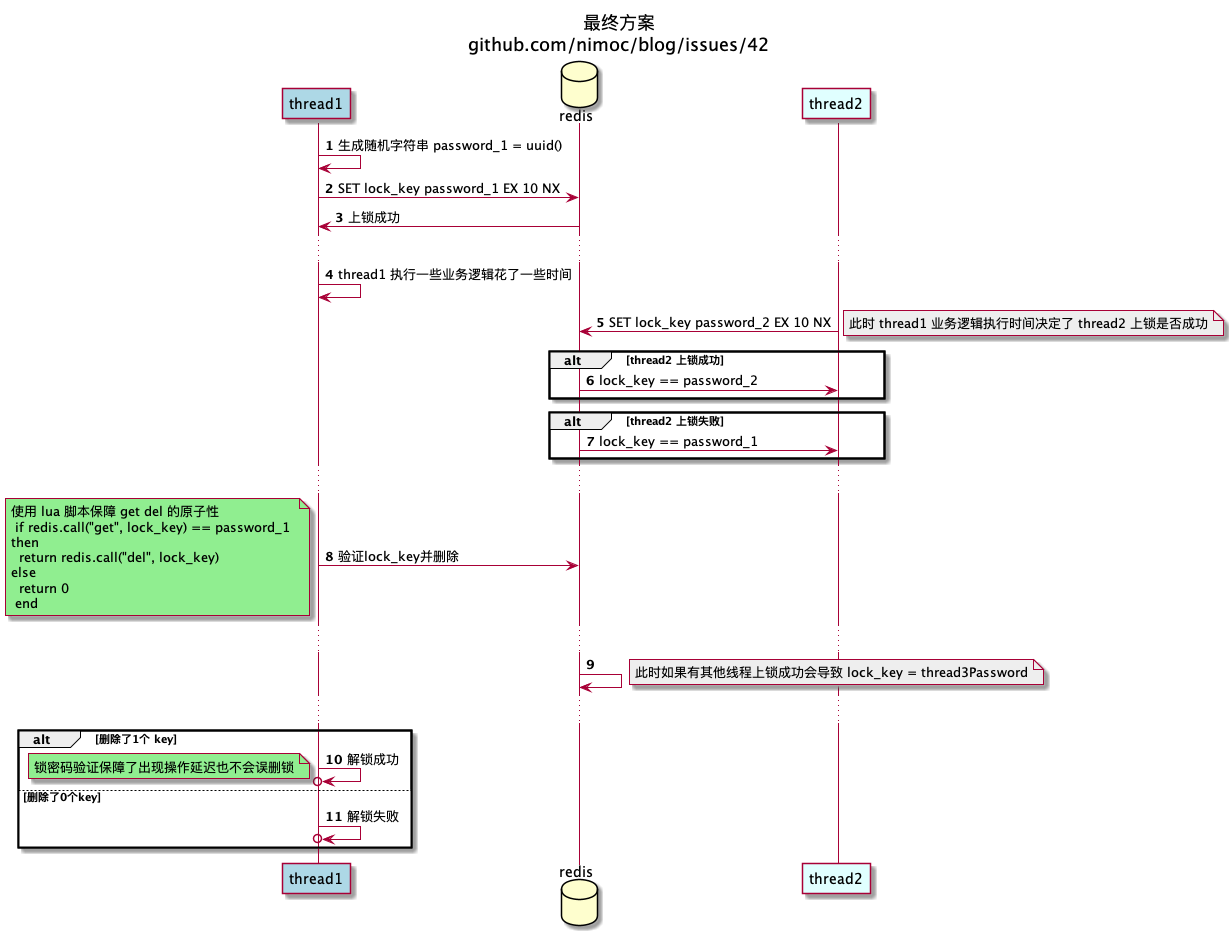 最终方案
github.com/nimoc/blog/issues/42
thread1
redis
thread2
1 生成随机字符串 password_1 = uuid()
2 SET lock_key password_1 EX 10 NX
3 上锁成功
4 thread1 执行一些业务逻辑花了一些时间
5 SET lock_key password_2 EX 10 NX
此时 thread1 业务逻辑执行时间决定了 thread2 上锁是否成功
alt
[thread2 上锁成功]
6 lock_key == password_2
alt
[thread2 上锁失败]
7 lock_key == password_1
使用 lua 脚本保障 get del 的原子性
if redis.call("get", lock_key) == password_1
then
return redis.call("del", lock_key)
else
return 0
end
8 验证lock_key并删除
9
此时如果有其他线程上锁成功会导致 lock_key = thread3Password
alt
[删除了1个 key]
10 解锁成功
锁密码验证保障了出现操作延迟也不会误删锁
[删除了0个key]
11 解锁失败
thread1
redis
thread2